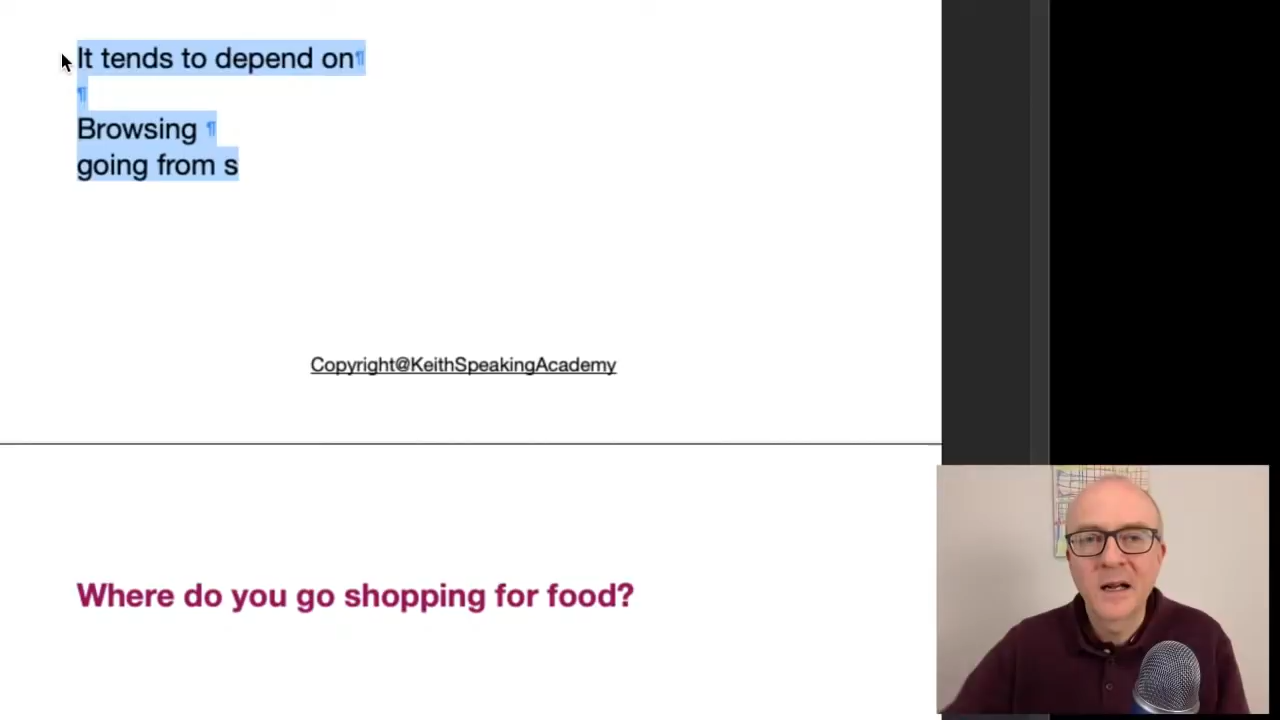 It tends to depend on¶
¶
Browsing ¶
going from s
Copyright@KeithSpeakingAcademy
Where do you go shopping for food?